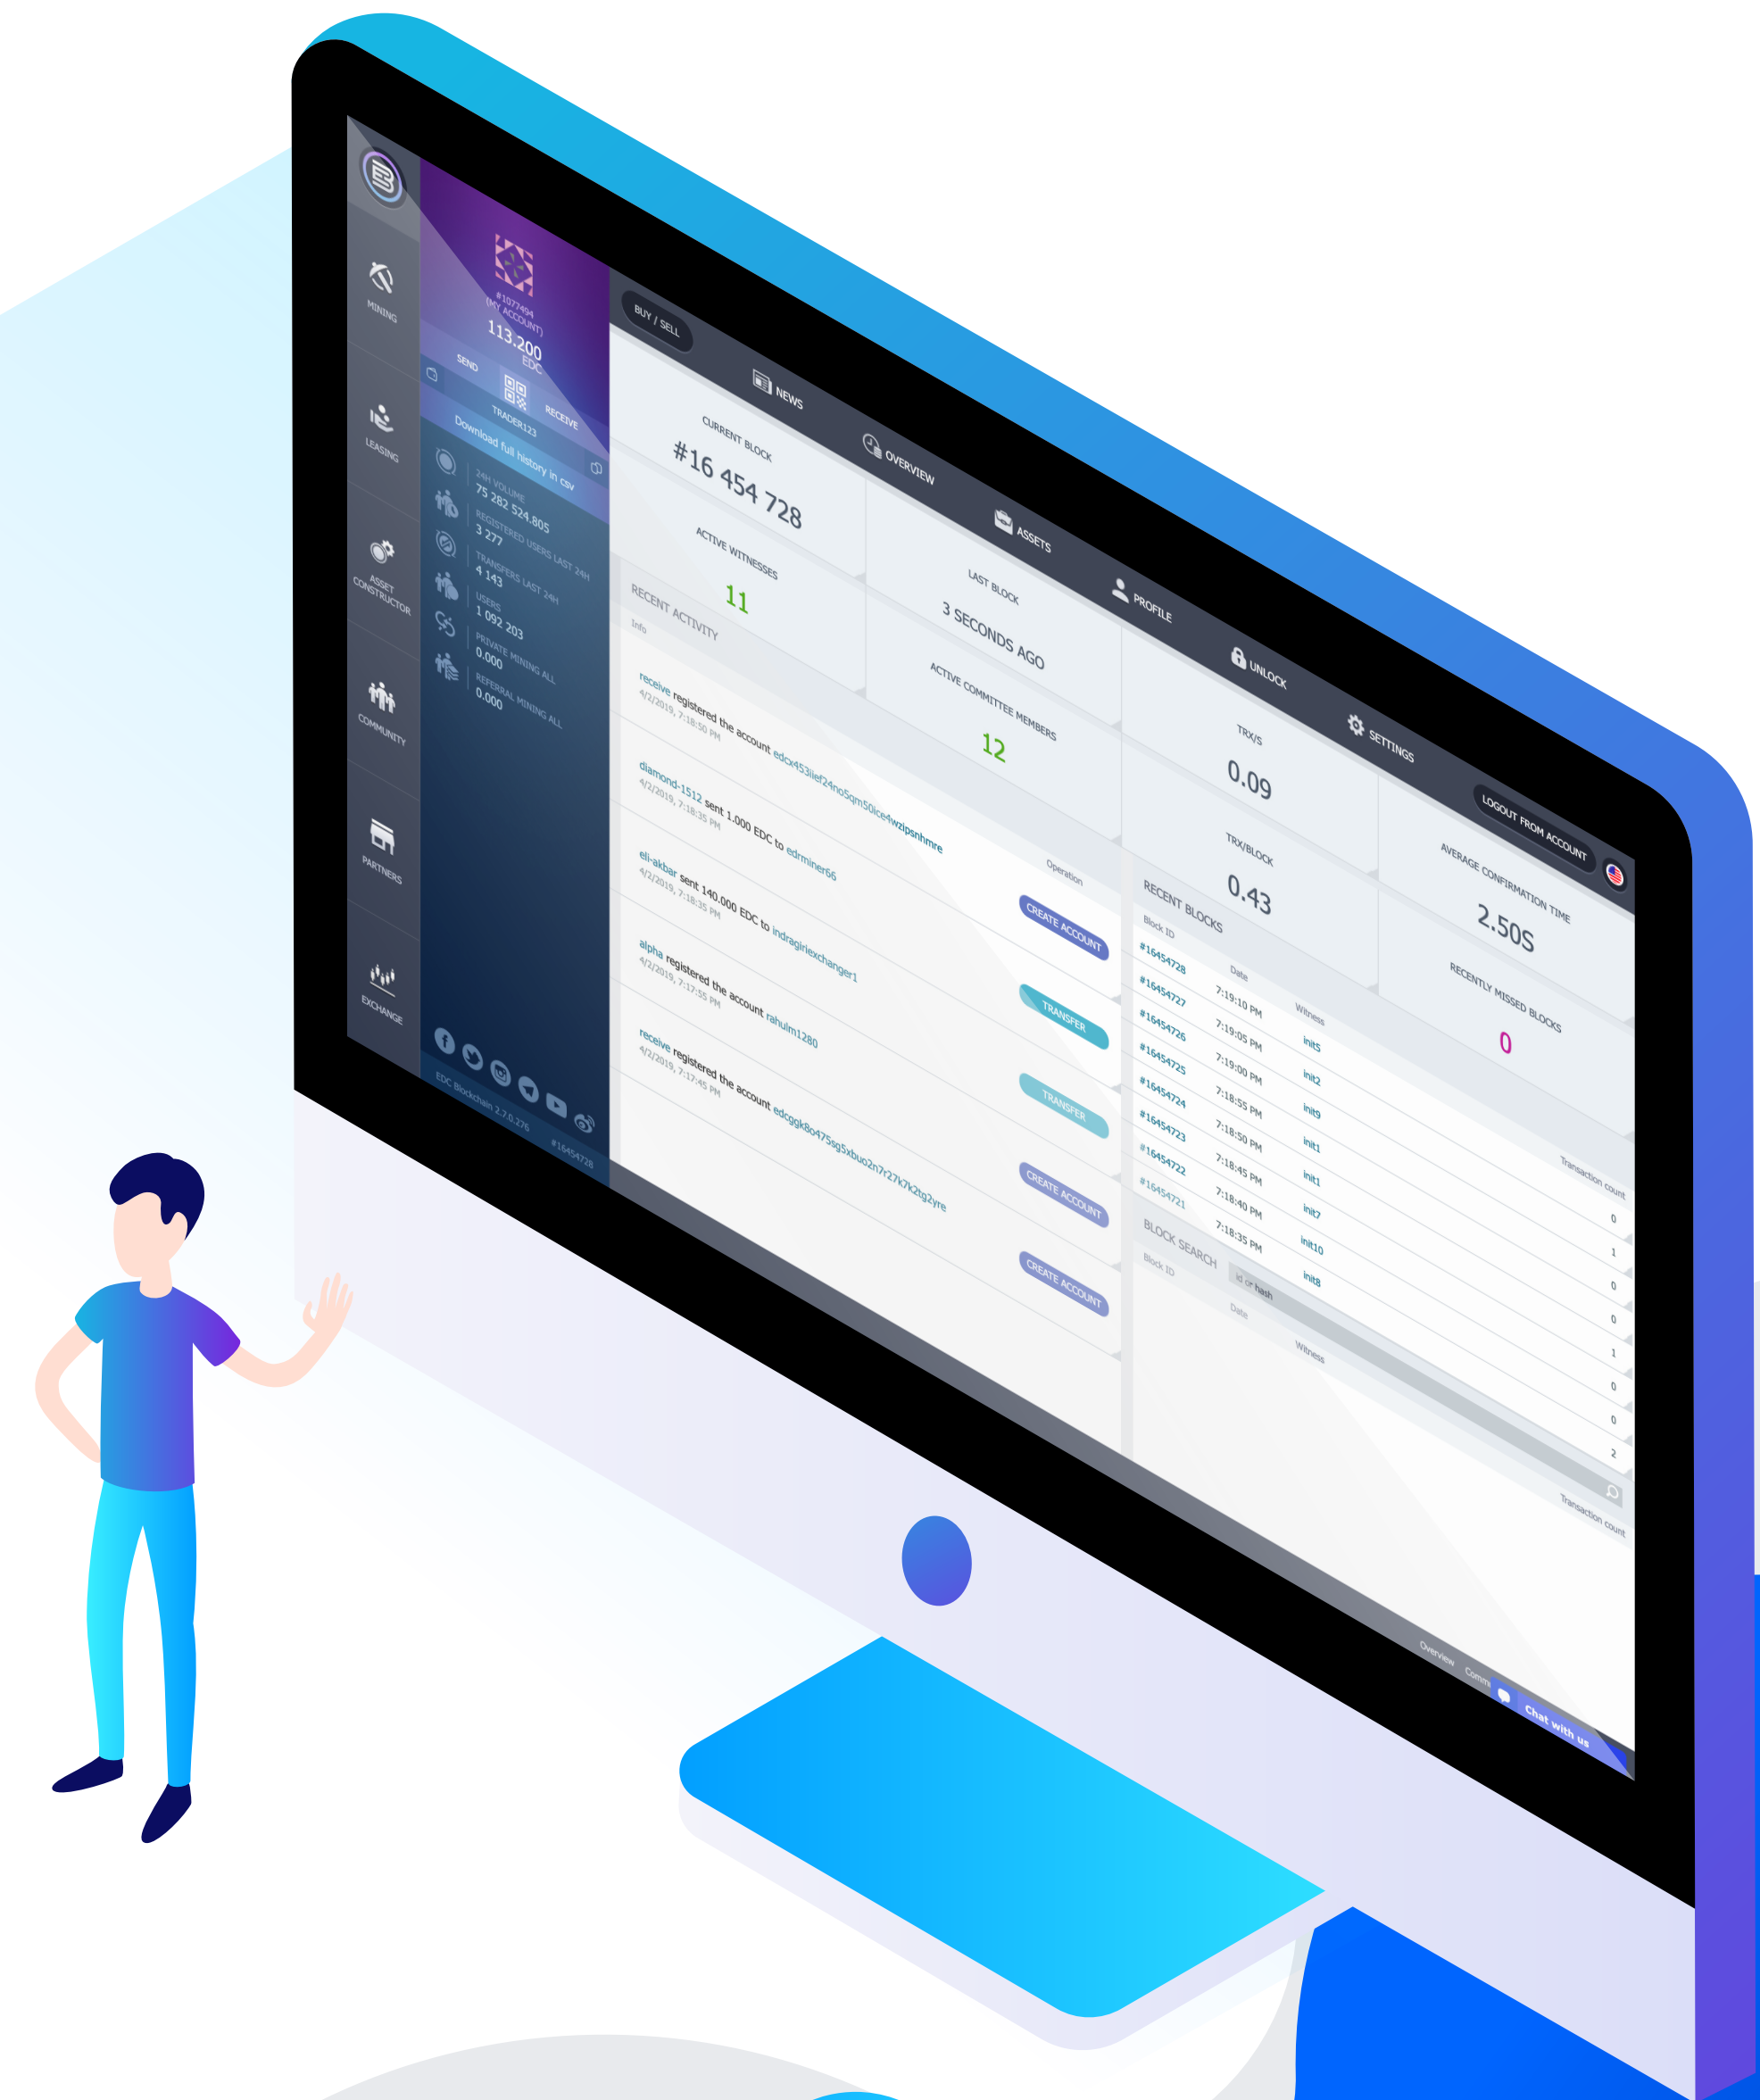 MINING
LEASING
ASSET
CONSTRUCTOR
COMMUNITY
PARTNERS
EXCHANGE
#1077494
(MY ACCOUNT)
113.200
EDC
SEND
RECEIVE
TRADER123
Download full history in csv
24H VOLUME
75 282 524.805
REGISTERED USERS LAST 24H
3 277
TRANSFERS LAST 24H
4 143
USERS
1 092 203
PRIVATE MINING ALL
0.000
REFERRAL MINING ALL
0.000
EDC Blockchain 2.7.0.276
#16454728
BUY / SELL
NEWS
OVERVIEW
ASSETS
PROFILE
UNLOCK
SETTINGS
LOGOUT FROM ACCOUNT
CURRENT BLOCK
#16 454 728
LAST BLOCK
3 SECONDS AGO
TRX/S
0.09
AVERAGE CONFIRMATION TIME
2.50S
ACTIVE WITNESSES
11
ACTIVE COMMITTEE MEMBERS
12
TRX/BLOCK
0.43
RECENTLY MISSED BLOCKS
0
RECENT ACTIVITY
Info
Operation
receive registered the account edcx453iief24no5qm50ice4wzipsnhmre
4/2/2019, 7:18:50 PM
CREATE ACCOUNT
diamond-1512 sent 1.000 EDC to edrminer66
4/2/2019, 7:18:35 PM
TRANSFER
eli-akbar sent 140.000 EDC to indragiriexchanger1
4/2/2019, 7:18:35 PM
TRANSFER
alpha registered the account rahulm1280
4/2/2019, 7:17:55 PM
CREATE ACCOUNT
receive registered the account edcggk8o475sg5xbuo2n7r27k7k2tg2yre
4/2/2019, 7:17:45 PM
CREATE ACCOUNT
RECENT BLOCKS
Block ID Date Witness Transaction count
#16454728 7:19:10 PM init5 0
#16454727 7:19:05 PM init2 1
#16454726 7:19:00 PM init9 0
#16454725 7:18:55 PM init1 0
#16454724 7:18:50 PM init1 1
#16454723 7:18:45 PM init7 0
#16454722 7:18:40 PM init10 0
#16454721 7:18:35 PM init8 2
BLOCK SEARCH
id or hash
Block ID Date Witness Transaction count
Overview
Chat with us